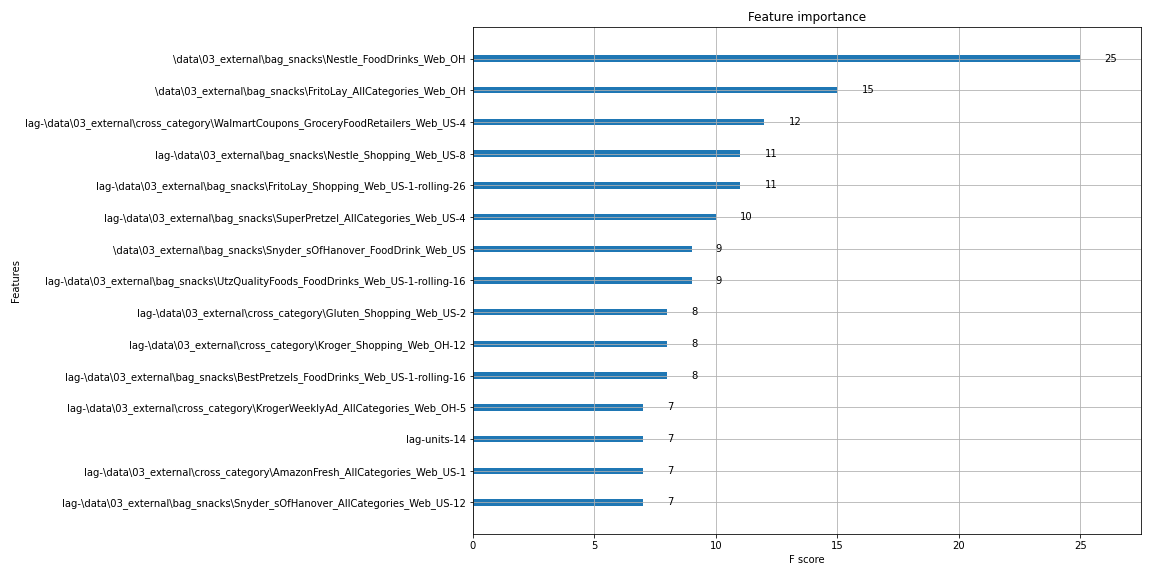 Feature importance
\data\03_external\bag_snacks\Nestle_FoodDrinks_Web_OH 25
\data\03_external\bag_snacks\FritoLay_AllCategories_Web_OH 15
lag-\data\03_external\cross_category\WalmartCoupons_GroceryFoodRetailers_Web_US-4 12
lag-\data\03_external\bag_snacks\Nestle_Shopping_Web_US-8 11
lag-\data\03_external\bag_snacks\FritoLay_Shopping_Web_US-1-rolling-26 11
lag-\data\03_external\bag_snacks\SuperPretzel_AllCategories_Web_US-4 10
\data\03_external\bag_snacks\Snyder_sOfHanover_FoodDrink_Web_US 9
lag-\data\03_external\bag_snacks\UtzQualityFoods_FoodDrinks_Web_US-1-rolling-16 9
lag-\data\03_external\cross_category\Gluten_Shopping_Web_US-2 8
lag-\data\03_external\cross_category\Kroger_Shopping_Web_OH-12 8
lag-\data\03_external\bag_snacks\BestPretzels_FoodDrinks_Web_US-1-rolling-16 8
lag-\data\03_external\cross_category\KrogerWeeklyAd_AllCategories_Web_OH-5 7
lag-units-14 7
lag-\data\03_external\cross_category\AmazonFresh_AllCategories_Web_US-1 7
lag-\data\03_external\bag_snacks\Snyder_sOfHanover_AllCategories_Web_US-12 7
Features
0 5 10 15 20 25
F score